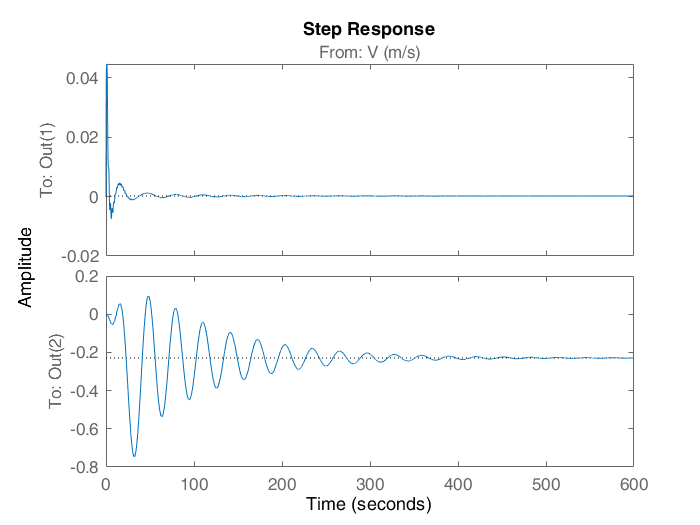 Step Response
From: V (m/s)
0.04
0.02
0
-0.02
To: Out(1)
Amplitude
0.2
0
-0.2
-0.4
-0.6
-0.8
To: Out(2)
0 100 200 300 400 500 600
Time (seconds)